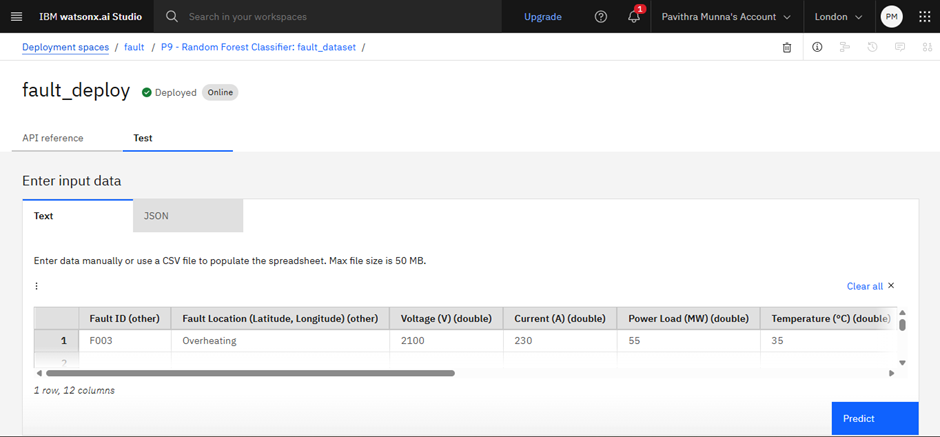 IBM watsonx.ai Studio
Search in your workspaces
Upgrade
1
Pavithra Munna's Account
London
PM
Deployment spaces / fault / P9 - Random Forest Classifier: fault_dataset /
fault_deploy
Deployed
Online
API reference
Test
Enter input data
Text
JSON
Enter data manually or use a CSV file to populate the spreadsheet. Max file size is 50 MB.
Clear all
Fault ID (other) Fault Location (Latitude, Longitude) (other) Voltage (V) (double) Current (A) (double) Power Load (MW) (double) Temperature (°C) (double)
1 F003 Overheating 2100 230 55 35
2
1 row, 12 columns
Predict